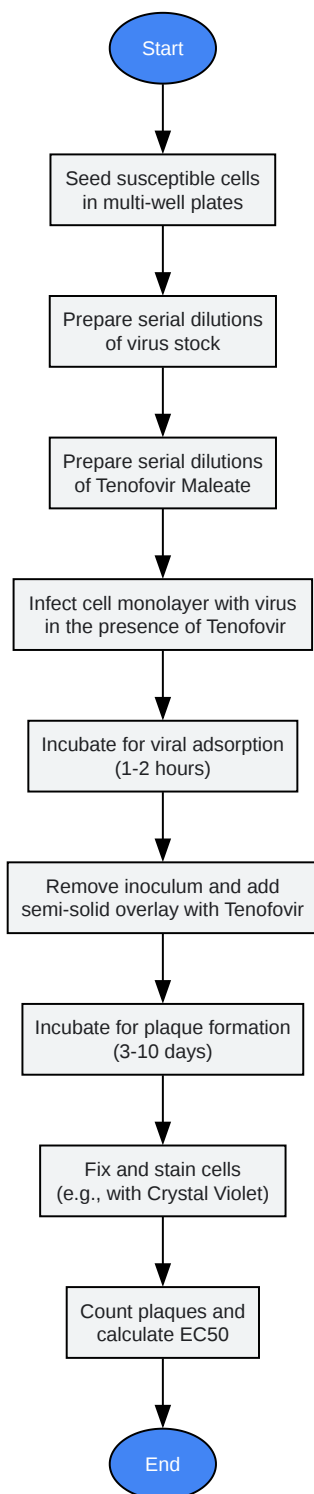 Start
Seed susceptible cells
in multi-well plates
Prepare serial dilutions
of virus stock
Prepare serial dilutions
of Tenofovir Maleate
Infect cell monolayer with virus
in the presence of Tenofovir
Incubate for viral adsorption
(1-2 hours)
Remove inoculum and add
semi-solid overlay with Tenofovir
Incubate for plaque formation
(3-10 days)
Fix and stain cells
(e.g., with Crystal Violet)
Count plaques and
calculate EC50
End